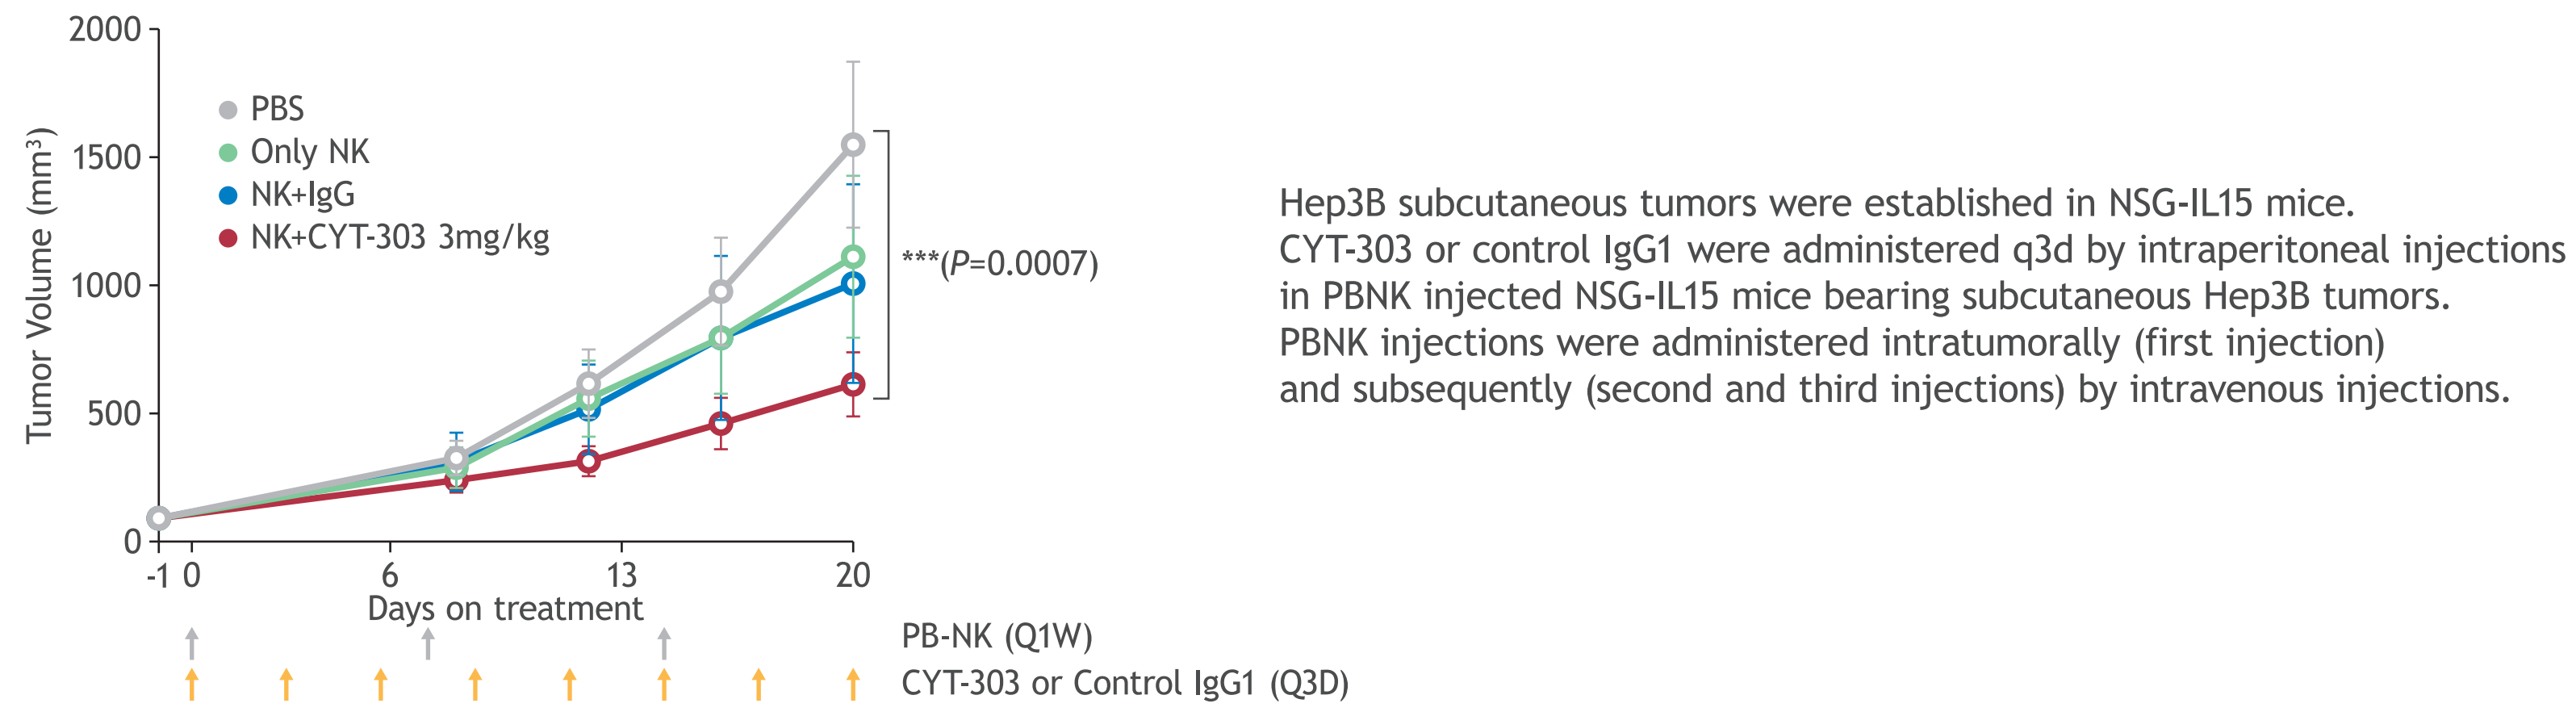 2000
1500
1000
500
0
Tumor Volume (mm³)
PBS
Only NK
NK+IgG
NK+CYT-303 3mg/kg
***(P=0.0007)
-1 0 6 13 20
Days on treatment
PB-NK (Q1W)
CYT-303 or Control IgG1 (Q3D)
Hep3B subcutaneous tumors were established in NSG-IL15 mice.
CYT-303 or control IgG1 were administered q3d by intraperitoneal injections
in PBNK injected NSG-IL15 mice bearing subcutaneous Hep3B tumors.
PBNK injections were administered intratumorally (first injection)
and subsequently (second and third injections) by intravenous injections.